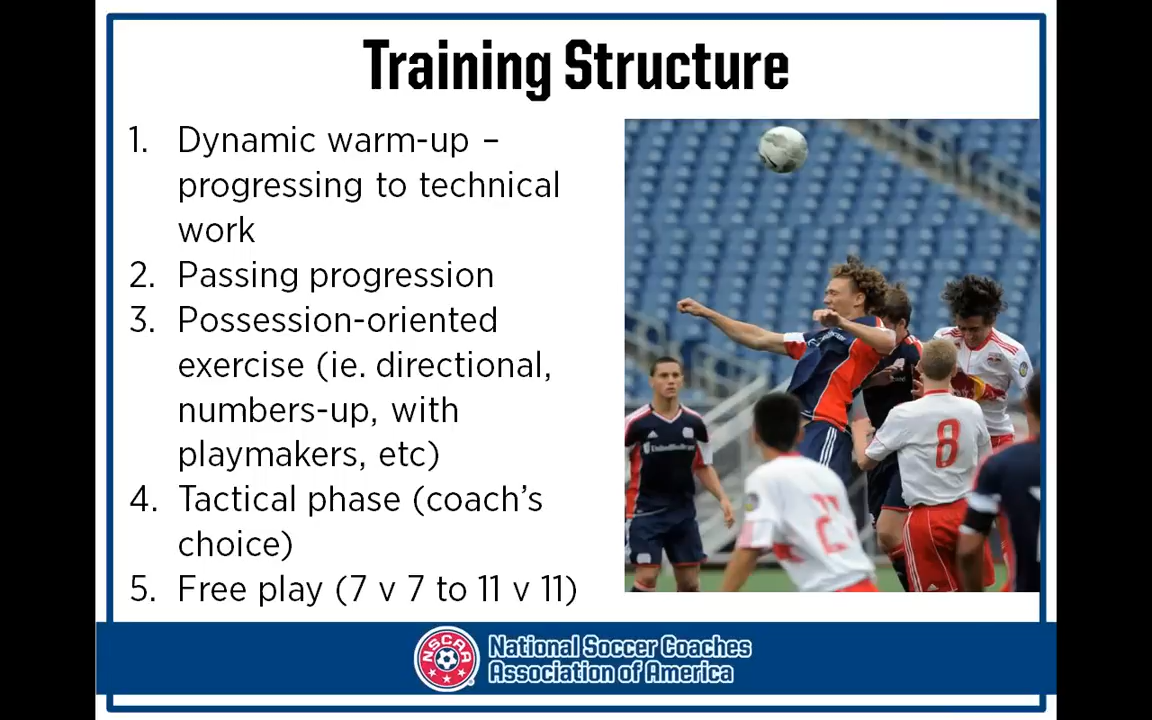 Training Structure
1. Dynamic warm-up –
progressing to technical
work
2. Passing progression
3. Possession-oriented
exercise (ie. directional,
numbers-up, with
playmakers, etc)
4. Tactical phase (coach's
choice)
5. Free play (7 v 7 to 11 v 11)
8
NSCAA
National Soccer Coaches
Association of America